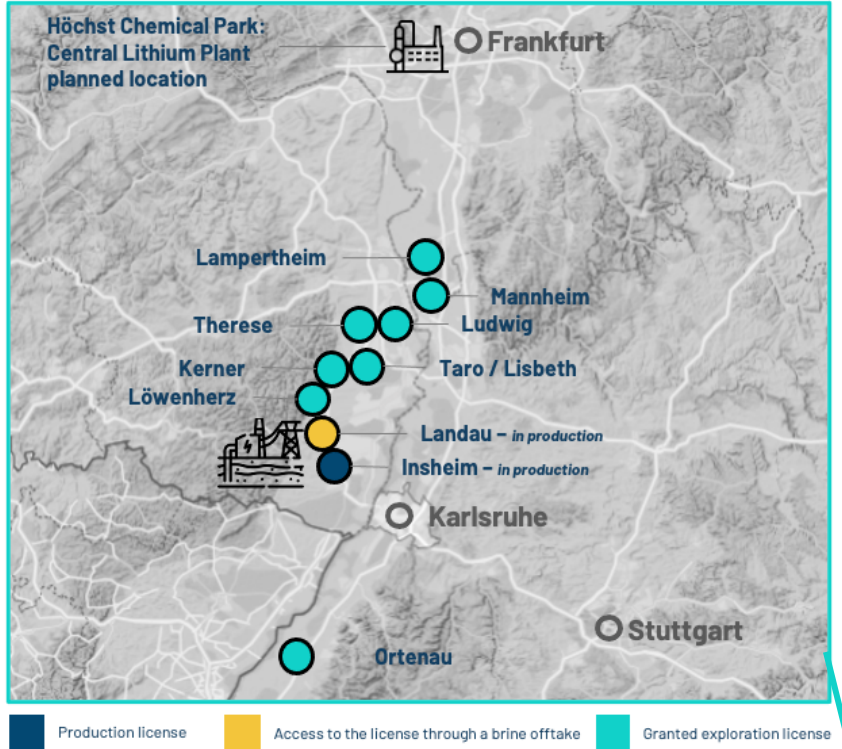 Höchst Chemical Park:
Central Lithium Plant
planned location
Frankfurt
Lampertheim
Mannheim
Therese
Ludwig
Kerner
Taro / Lisbeth
Löwenherz
Landau – in production
Insheim – in production
Karlsruhe
Stuttgart
Ortenau
Production license
Access to the license through a brine offtake
Granted exploration license